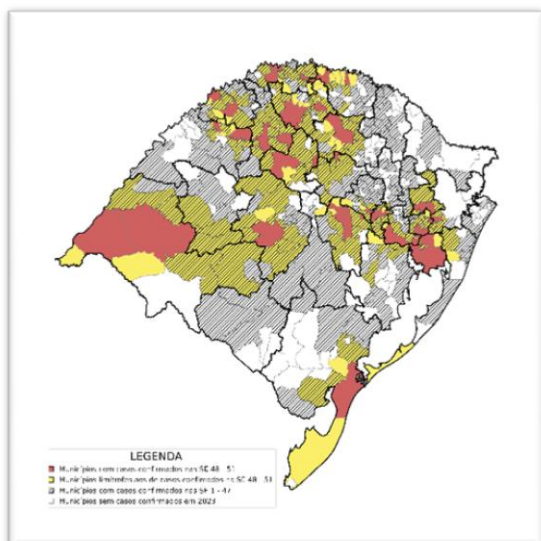 LEGENDA
Municípios com casos confirmados nas SE 48 - 51
Municípios limítrofes aos de casos confirmados na SE 48 - 51
Municípios com casos confirmados nas SE 1 - 47
Municípios sem casos confirmados em 2023